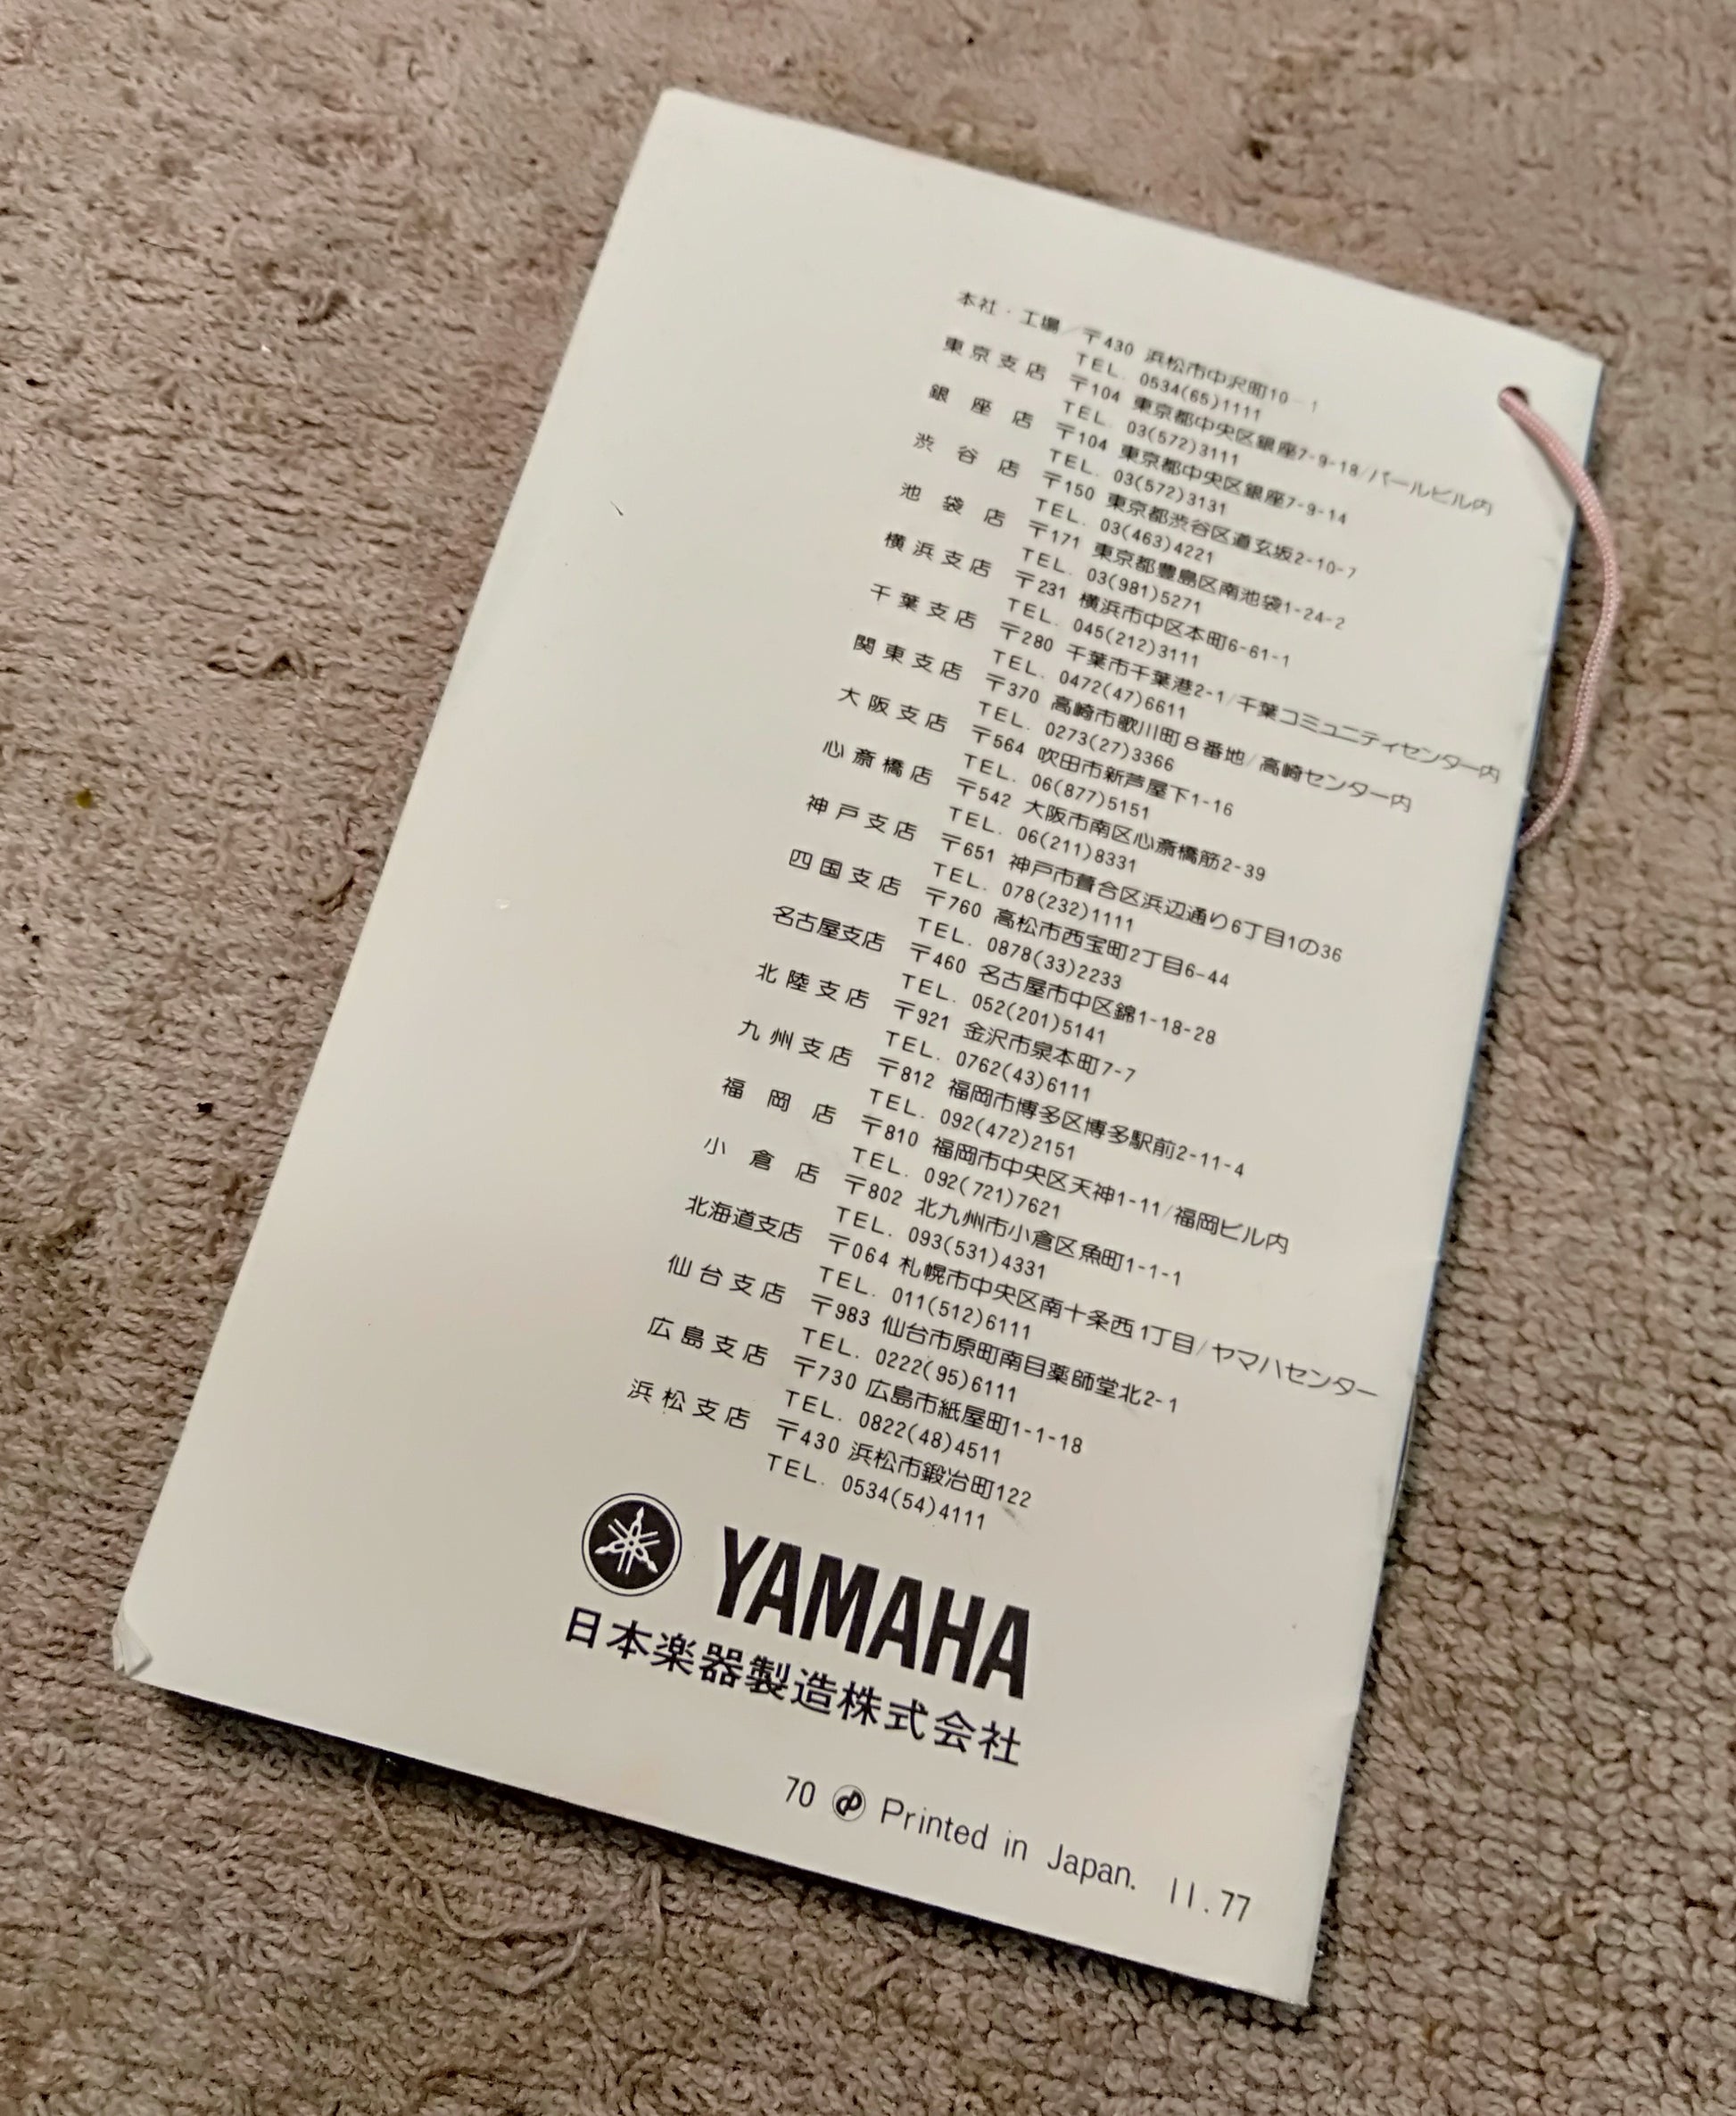 本社・工場/〒430 浜松市中沢町10-1
TEL. 0534(65)1111
東京支店 〒104 東京都中央区銀座7-9-18/パールビル内
TEL. 03(572)3111
銀座店 〒104 東京都中央区銀座7-9-14
TEL. 03(572)3131
渋谷店 〒150 東京都渋谷区道玄坂2-10-7
TEL. 03(463)4221
池袋店 〒171 東京都豊島区南池袋1-24-2
TEL. 03(981)5271
横浜支店 〒231 横浜市中区本町6-61-1
TEL. 045(212)3111
千葉支店 〒280 千葉市千葉港2-1/千葉コミュニティセンター内
TEL. 0472(47)6611
関東支店 〒370 高崎市歌川町8番地/高崎センター内
TEL. 0273(27)3366
大阪支店 〒564 吹田市新芦屋下1-16
TEL. 06(877)5151
心斎橋店 〒542 大阪市南区心斎橋筋2-39
TEL. 06(211)8331
神戸支店 〒651 神戸市葺合区浜辺通り6丁目1の36
TEL. 078(232)1111
四国支店 〒760 高松市西宝町2丁目6-44
TEL. 0878(33)2233
名古屋支店 〒460 名古屋市中区錦1-18-28
TEL. 052(201)5141
北陸支店 〒921 金沢市泉本町7-7
TEL. 0762(43)6111
九州支店 〒812 福岡市博多区博多駅前2-11-4
TEL. 092(472)2151
福岡店 〒810 福岡市中央区天神1-11/福岡ビル内
TEL. 092(721)7621
小倉店 〒802 北九州市小倉区魚町1-1-1
TEL. 093(531)4331
北海道支店 〒064 札幌市中央区南十条西1丁目/ヤマハセンター
TEL. 011(512)6111
仙台支店 〒983 仙台市原町南目薬師堂北2-1
TEL. 0222(95)6111
広島支店 〒730 広島市紙屋町1-1-18
TEL. 0822(48)4511
浜松支店 〒430 浜松市鍛冶町122
TEL. 0534(54)4111
YAMAHA
日本楽器製造株式会社
70 Printed in Japan. 11.77